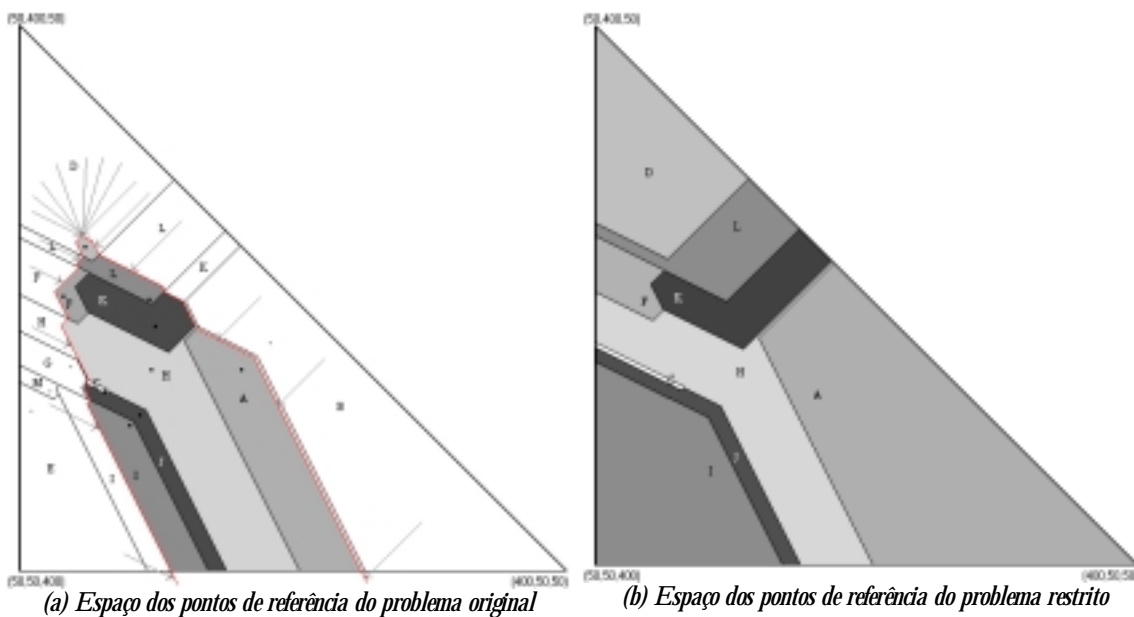 (50,400,50)
(50,400,50)
D
L
K
L
L
K
F
F
H
G
M
G
H
A
B
E
I
I
J
D
L
K
F
H
A
G
I
J
(50,50,400)
(400,50,50)
(50,50,400)
(400,50,50)
(a) Espaço dos pontos de referência do problema original
(b) Espaço dos pontos de referência do problema restrito